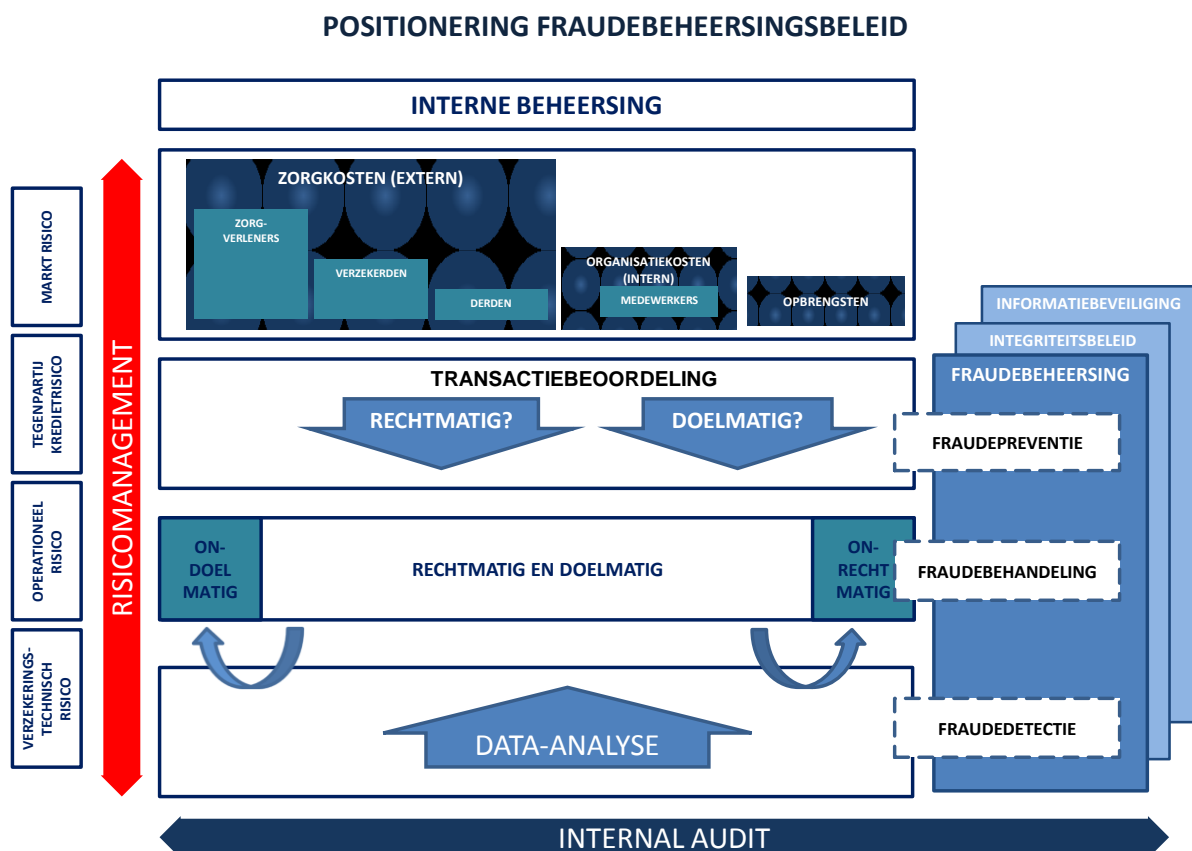 POSITIONERING FRAUDEBEHEERSINGSBELEID
INTERNE BEHEERSING
MARKT RISICO
TEGENPARTIJ
KREDIETRISICO
OPERATIONEEL
RISICO
VERZEKERINGS-
TECHNISCH
RISICO
RISICOMANAGEMENT
ZORGKOSTEN (EXTERN)
ZORG-
VERLENERS
VERZEKERDEN
DERDEN
ORGANISATIEKOSTEN
(INTERN)
MEDEWERKERS
OPBRENGSTEN
TRANSACTIEBEOORDELING
RECHTMATIG?
DOELMATIG?
ON-
DOEL
MATIG
RECHTMATIG EN DOELMATIG
ON-
RECHT
MATIG
DATA-ANALYSE
INFORMATIEBEVEILIGING
INTEGRITEITSBELEID
FRAUDEBEHEERSING
FRAUDEPREVENTIE
FRAUDEBEHANDELING
FRAUDEDETECTIE
INTERNAL AUDIT